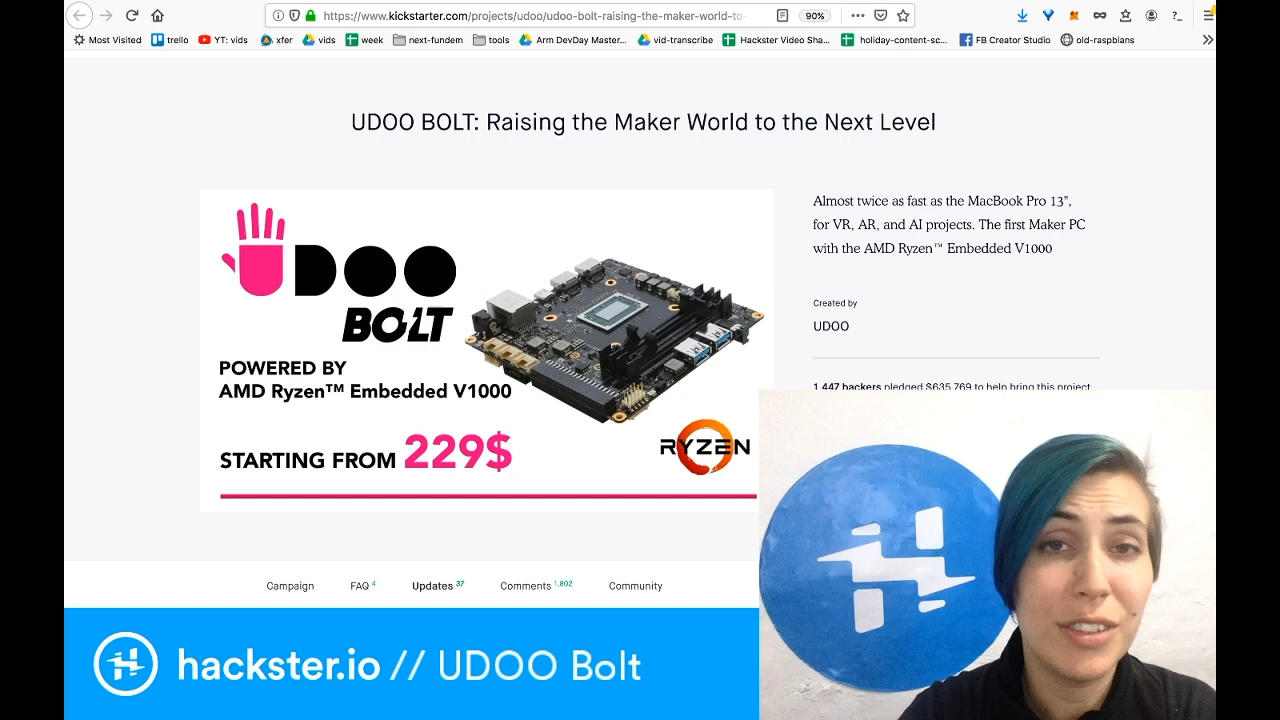 https://www.kickstarter.com/projects/udoo/udoo-bolt-raising-the-maker-world-to-
90%
Most Visited trello YT: vids xfer vids week next-fundem tools Arm DevDay Master... vid-transcribe Hackster Video Sha... holiday-content-sc... FB Creator Studio old-raspbians
UDOO BOLT: Raising the Maker World to the Next Level
UDOO
BOLT
POWERED BY
AMD Ryzen™ Embedded V1000
STARTING FROM 229$
RYZEN
Almost twice as fast as the MacBook Pro 13",
for VR, AR, and AI projects. The first Maker PC
with the AMD Ryzen™ Embedded V1000
Created by
UDOO
1,447 hackers pledged $635,769 to help bring this project
Campaign FAQ 4 Updates 37 Comments 1,802 Community
hackster.io // UDOO Bolt